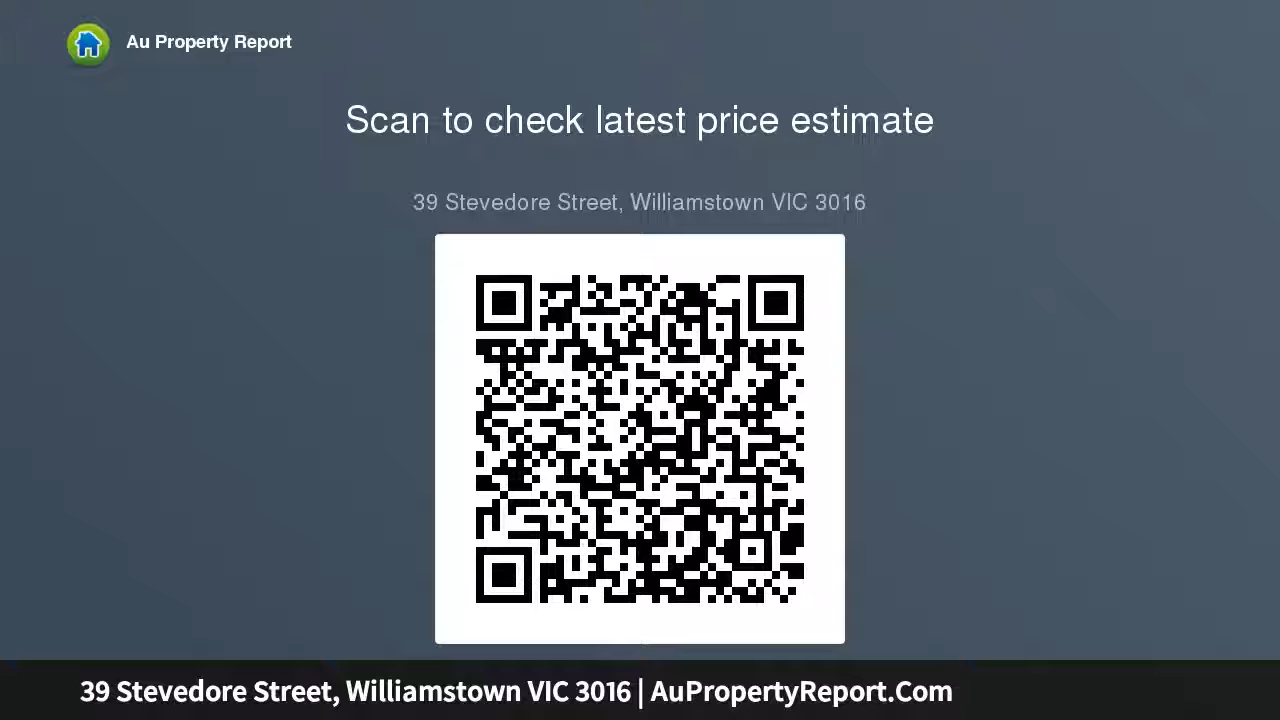 Au Property Report
Scan to check latest price estimate
39 Stevedore Street, Williamstown VIC 3016
39 Stevedore Street, Williamstown VIC 3016 | AuPropertyReport.Com